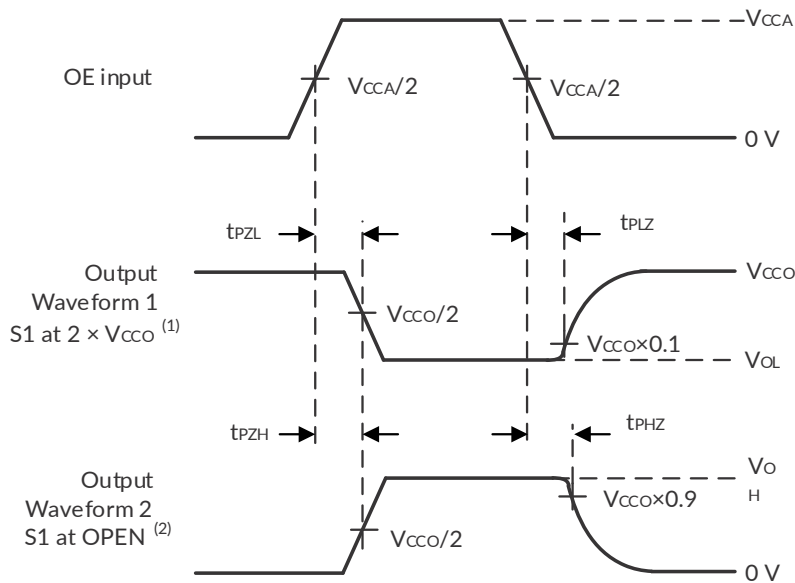 VCCA
OE input
VCCA/2
VCCA/2
0 V
tPZL
tPLZ
Output
Waveform 1
S1 at 2 × VCCO (1)
VCCO
VCCO/2
VCCO×0.1
VOL
tPZH
tPHZ
Output
Waveform 2
S1 at OPEN (2)
VO
H
VCCO×0.9
VCCO/2
0 V